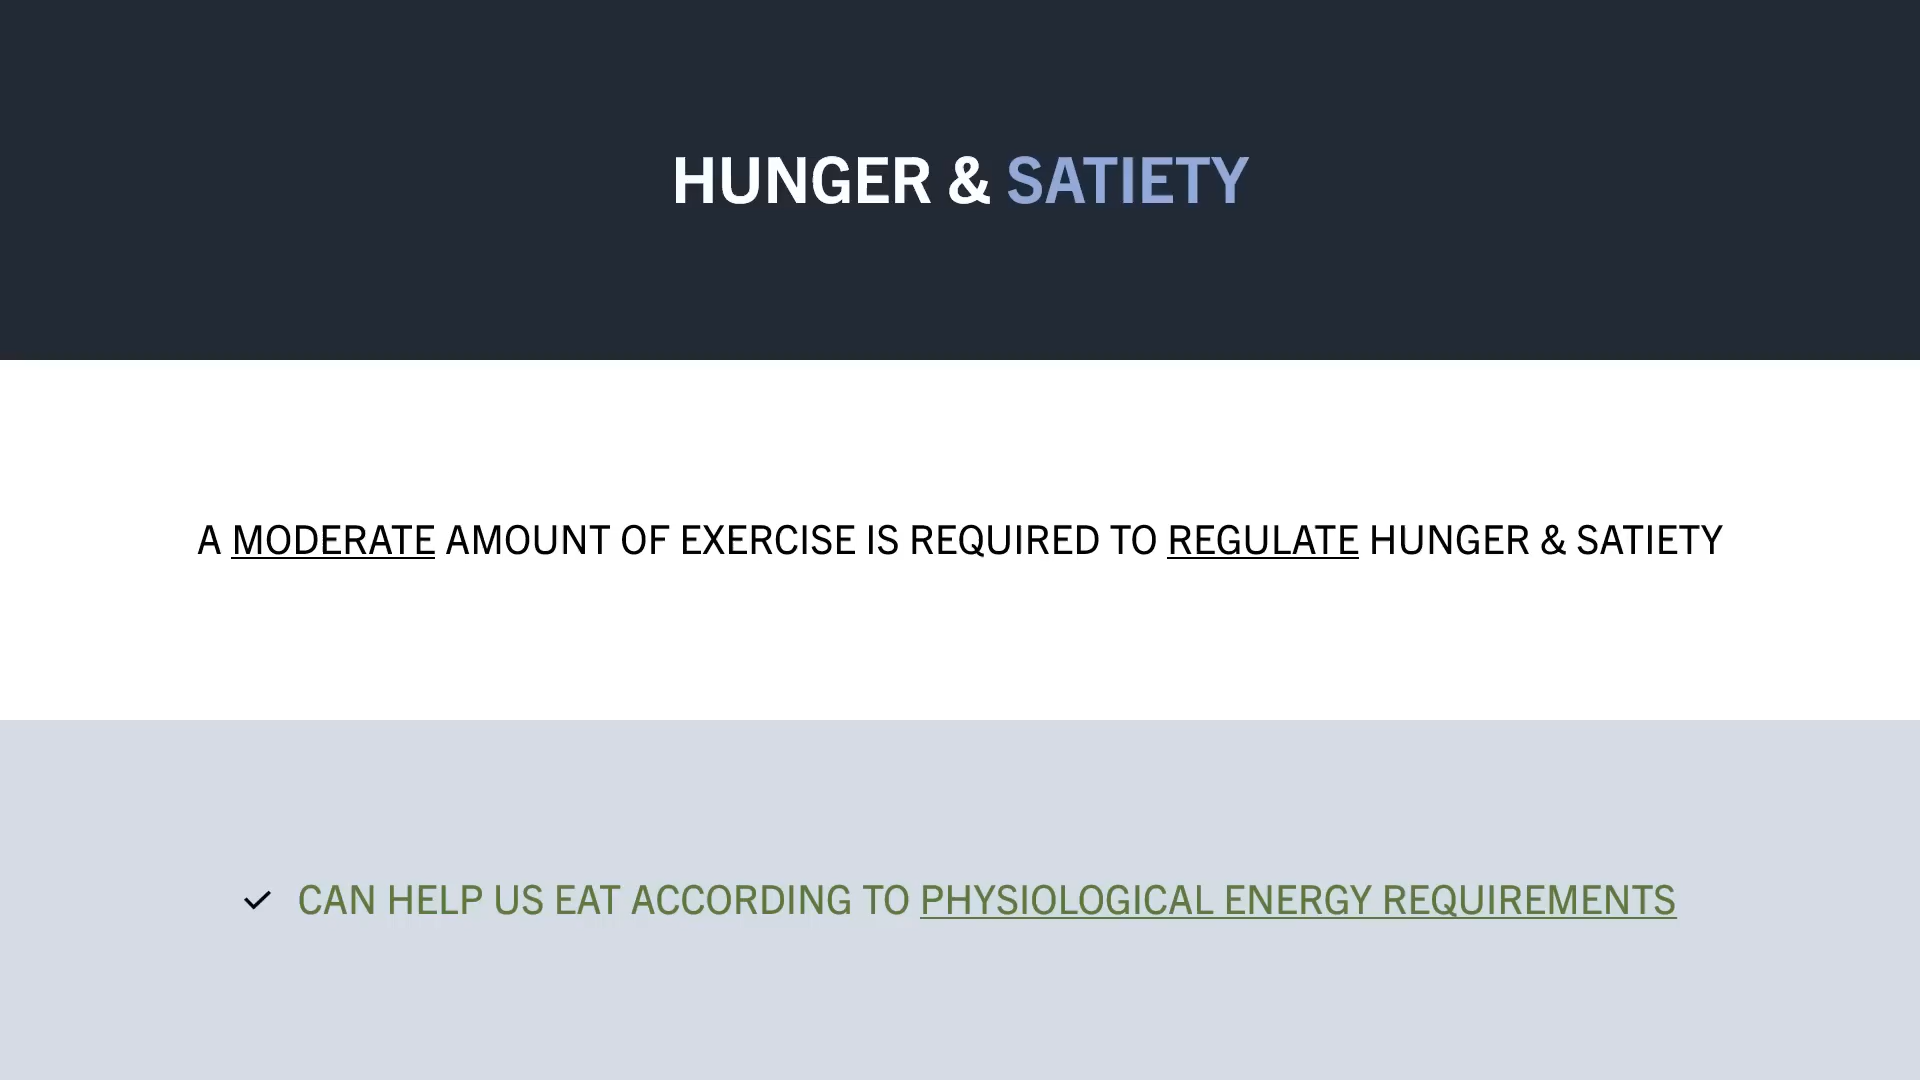 HUNGER & SATIETY
A MODERATE AMOUNT OF EXERCISE IS REQUIRED TO REGULATE HUNGER & SATIETY
✓ CAN HELP US EAT ACCORDING TO PHYSIOLOGICAL ENERGY REQUIREMENTS